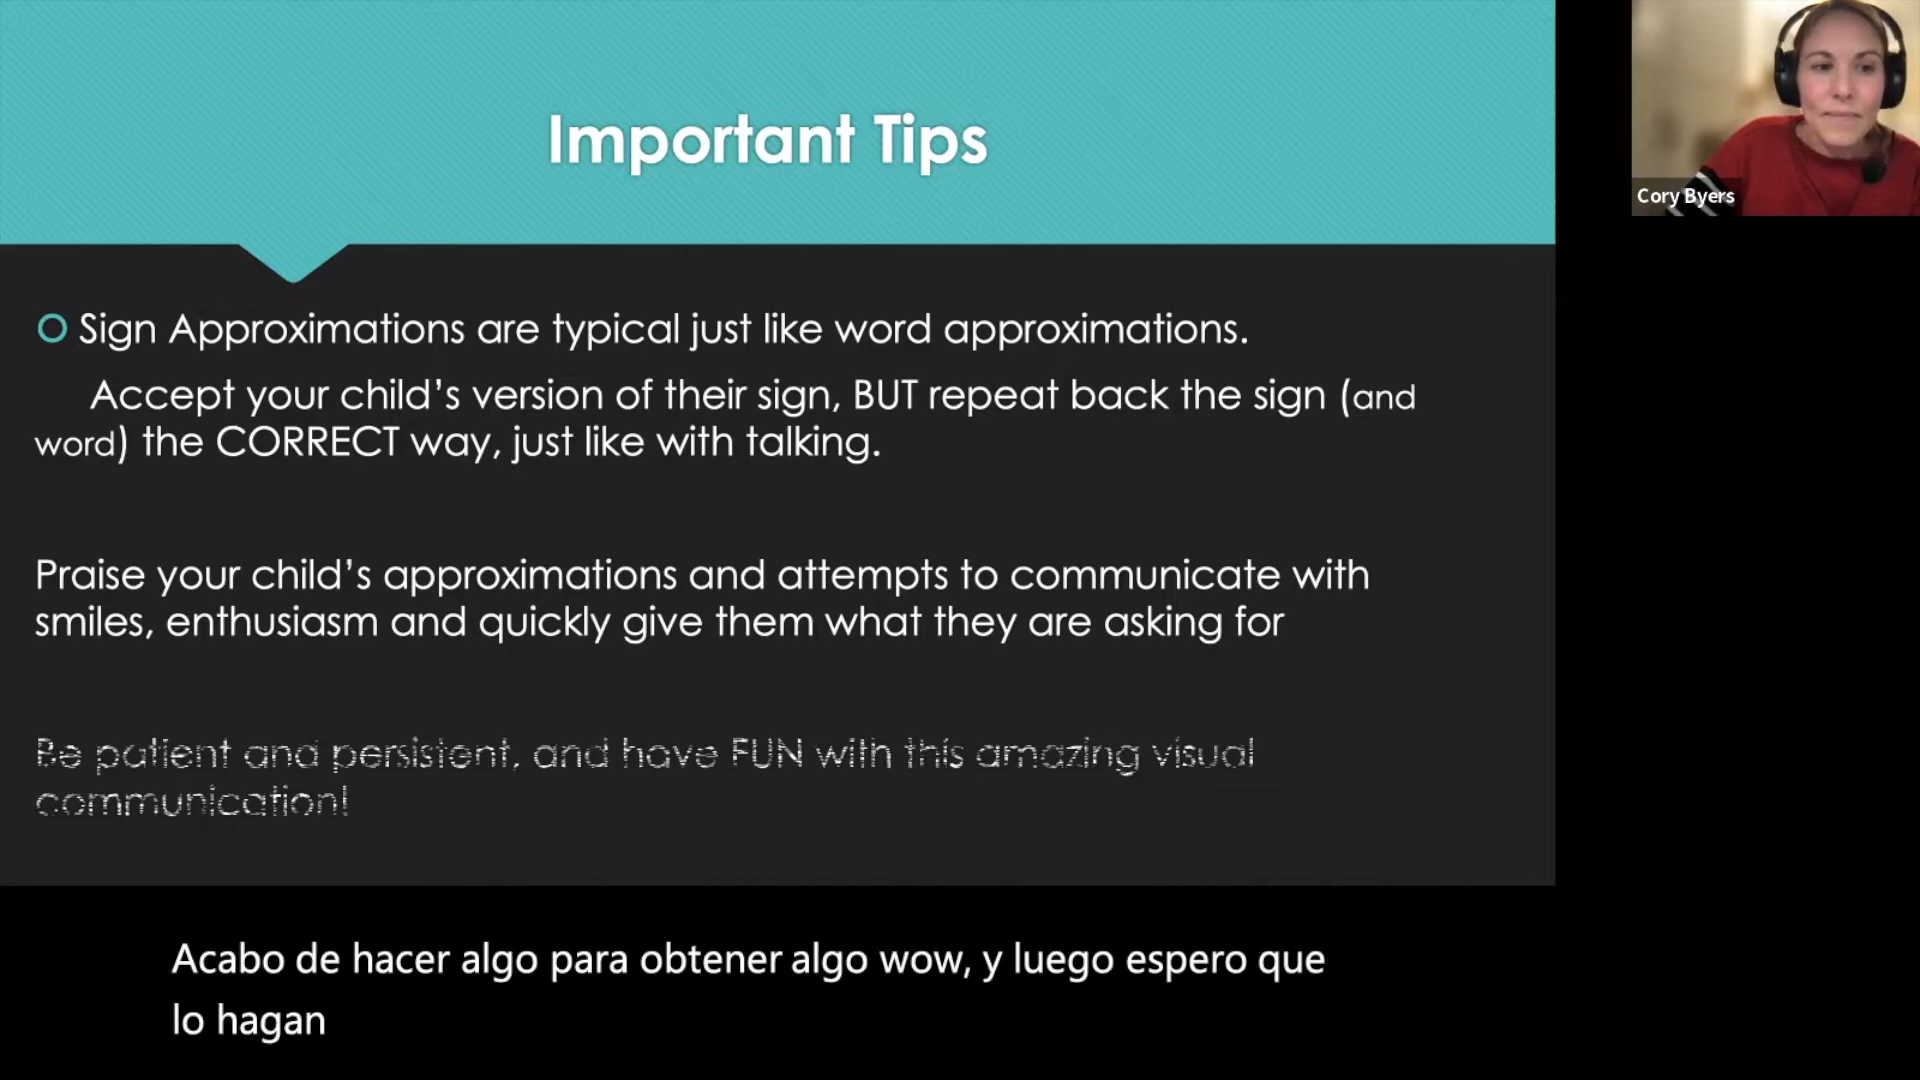 Important Tips
Cory Byers
Sign Approximations are typical just like word approximations.
Accept your child’s version of their sign, BUT repeat back the sign (and
word) the CORRECT way, just like with talking.
Praise your child’s approximations and attempts to communicate with
smiles, enthusiasm and quickly give them what they are asking for
Be patient and persistent, and have FUN with this amazing visual
communication!
Acabo de hacer algo para obtener algo wow, y luego espero que
lo hagan